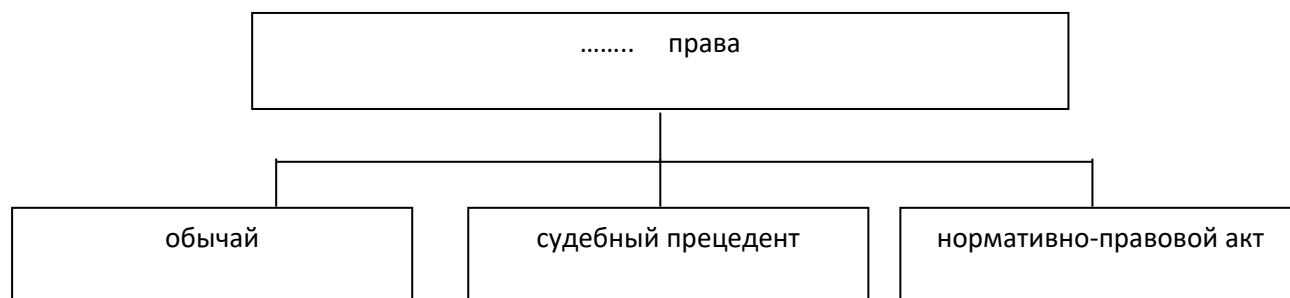 …….. права
обычай
судебный прецедент
нормативно-правовой акт